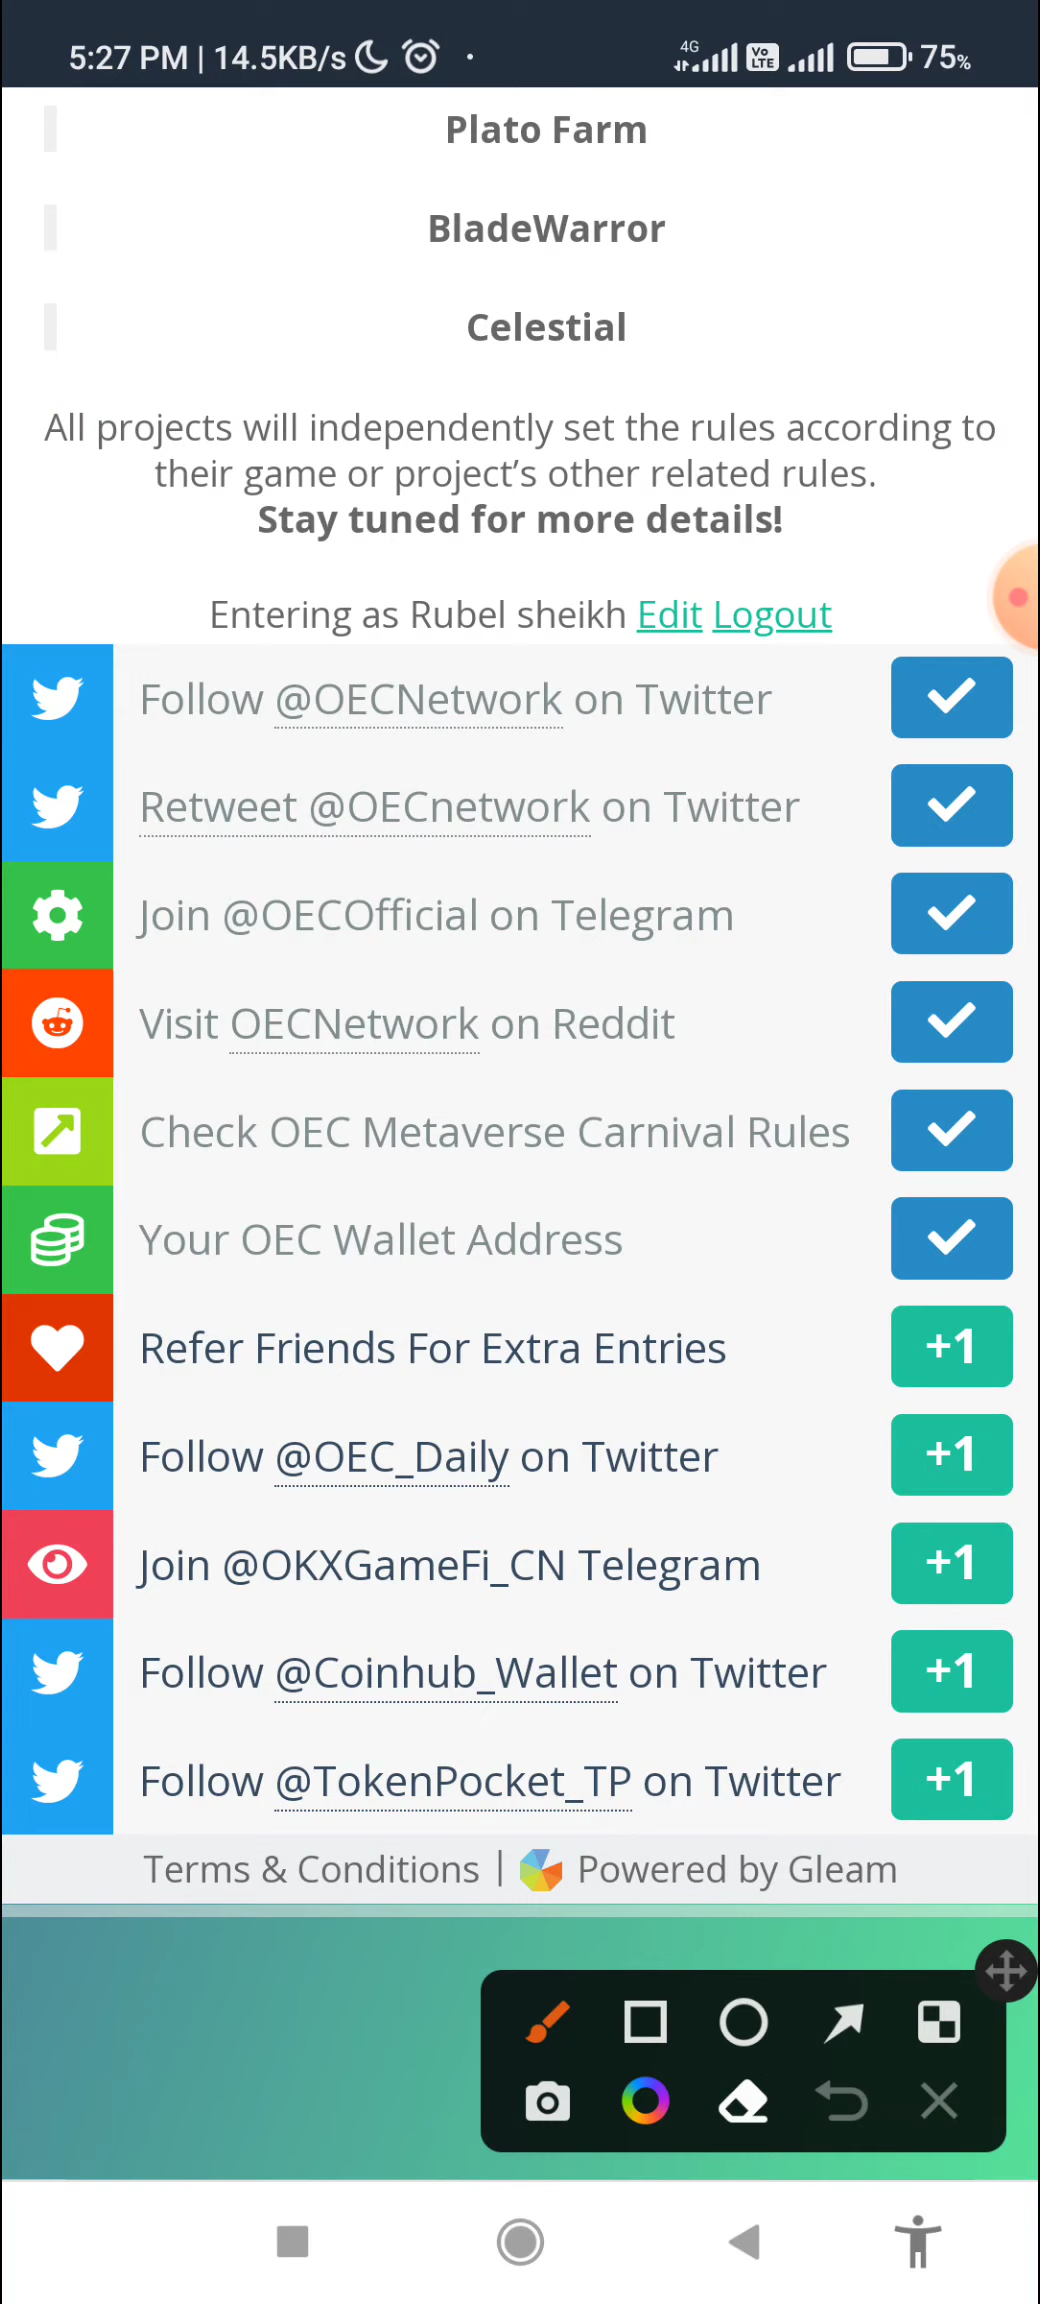 5:27 PM | 14.5KB/s 4G Vo LTE 75%
Plato Farm
BladeWarror
Celestial
All projects will independently set the rules according to
their game or project’s other related rules.
Stay tuned for more details!
Entering as Rubel sheikh Edit Logout
Follow @OECNetwork on Twitter
Retweet @OECnetwork on Twitter
Join @OECOfficial on Telegram
Visit OECNetwork on Reddit
Check OEC Metaverse Carnival Rules
Your OEC Wallet Address
Refer Friends For Extra Entries +1
Follow @OEC_Daily on Twitter +1
Join @OKXGameFi_CN Telegram +1
Follow @Coinhub_Wallet on Twitter +1
Follow @TokenPocket_TP on Twitter +1
Terms & Conditions | Powered by Gleam